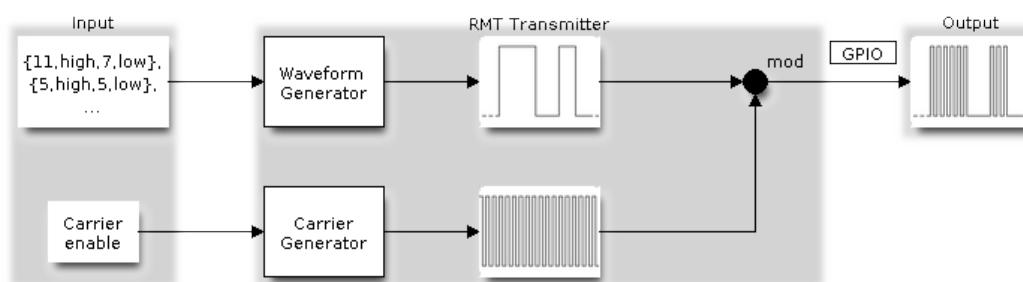 Input
RMT Transmitter
Output
{11,high,7,low},
{5,high,5,low},
...
Waveform
Generator
mod
GPIO
Carrier
enable
Carrier
Generator